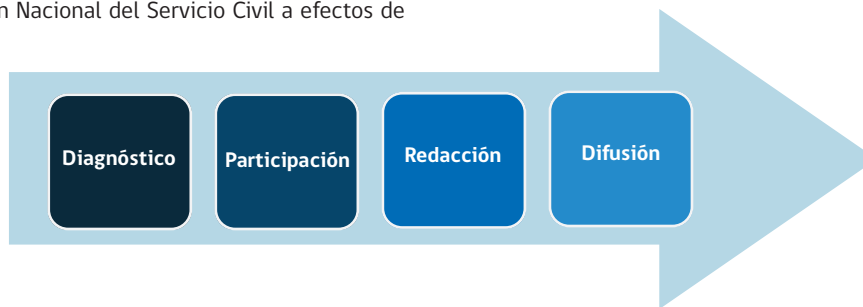 n Nacional del Servicio Civil a efectos de
Diagnóstico
Participación
Redacción
Difusión